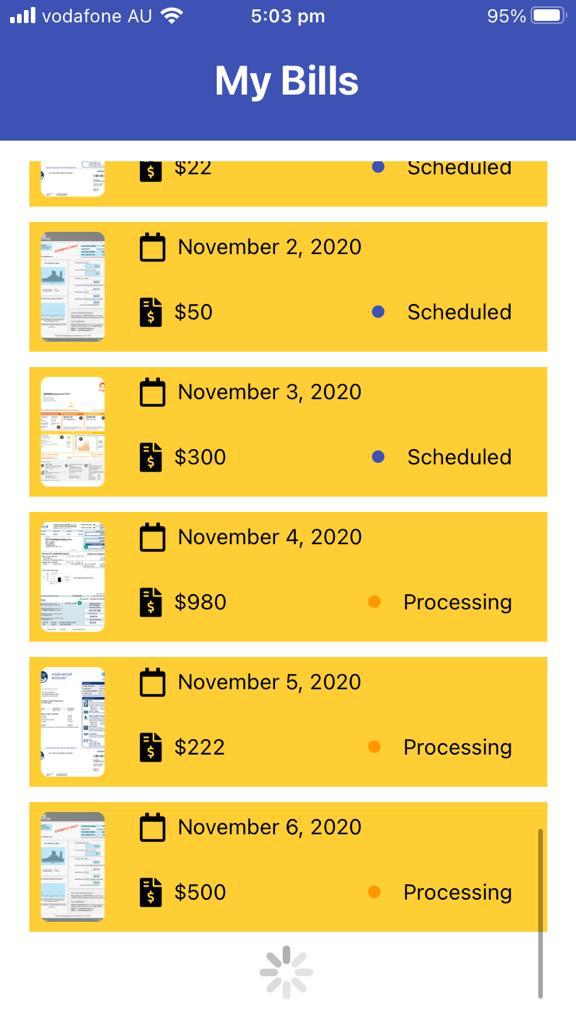 vodafone AU 5:03 pm 95%
My Bills
$22 Scheduled
November 2, 2020
$50 Scheduled
November 3, 2020
$300 Scheduled
November 4, 2020
$980 Processing
November 5, 2020
$222 Processing
November 6, 2020
$500 Processing